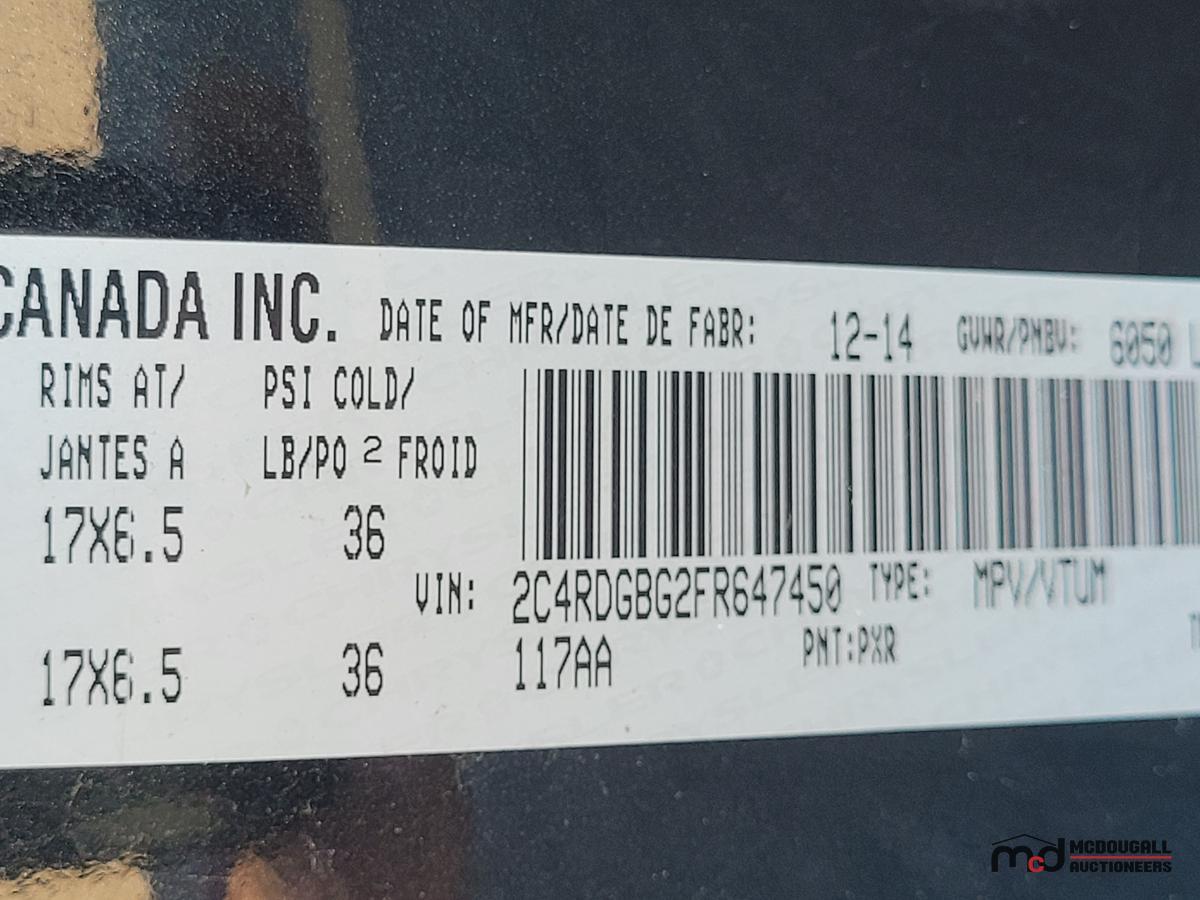 CANADA INC. DATE OF MFR/DATE DE FABR: 12-14 GVWR/PNBV: 6050 L
RIMS AT/ PSI COLD/
JANTES A LB/PO 2 FROID
17X6.5 36
VIN: 2C4RDGBG2FR647450 TYPE: MPV/VTUM
17X6.5 36 117AA PNT:PXR
mcd MCDOUGALL
AUCTIONEERS